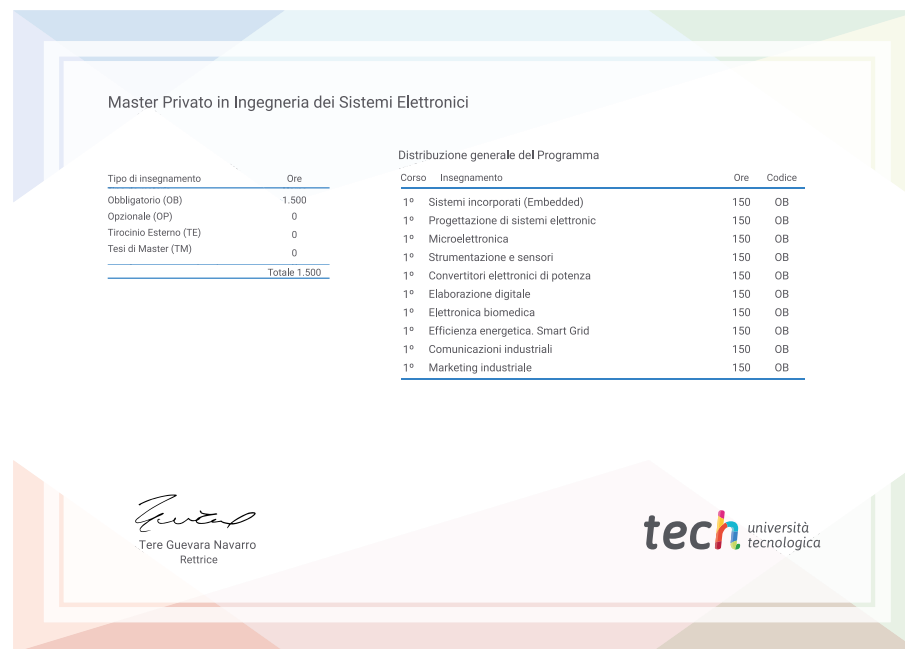 Master Privato in Ingegneria dei Sistemi Elettronici
Tipo di insegnamento Ore
Obbligatorio (OB) 1.500
Opzionale (OP) 0
Tirocinio Esterno (TE) 0
Tesi di Master (TM) 0
Totale 1.500
Distribuzione generale del Programma
Corso Insegnamento Ore Codice
1º Sistemi incorporati (Embedded) 150 OB
1º Progettazione di sistemi elettronic 150 OB
1º Microelettronica 150 OB
1º Strumentazione e sensori 150 OB
1º Convertitori elettronici di potenza 150 OB
1º Elaborazione digitale 150 OB
1º Elettronica biomedica 150 OB
1º Efficienza energetica. Smart Grid 150 OB
1º Comunicazioni industriali 150 OB
1º Marketing industriale 150 OB
Tere Guevara Navarro
Rettrice
tech università
tecnologica